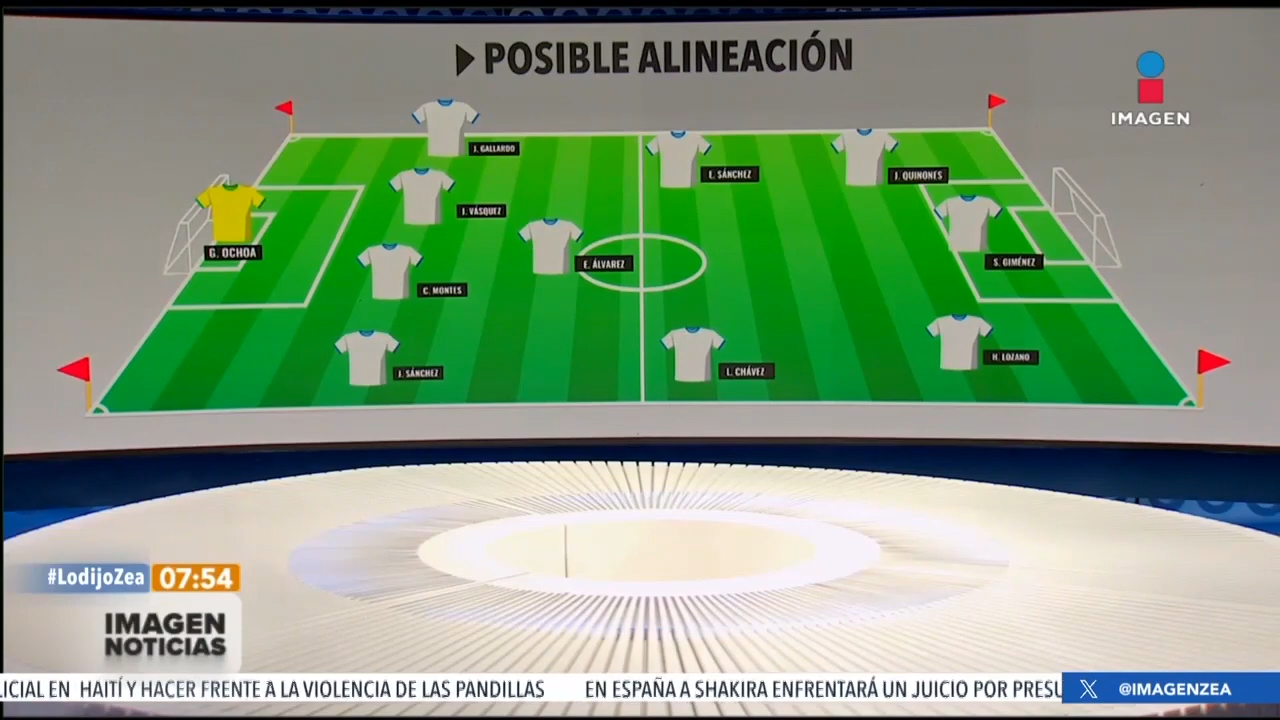 POSIBLE ALINEACIÓN
IMAGEN
J. GALLARDO
E. SÁNCHEZ
J. QUIÑONES
J. VÁSQUEZ
G. OCHOA
E. ÁLVAREZ
S. GIMÉNEZ
C. MONTES
J. SÁNCHEZ
L. CHÁVEZ
H. LOZANO
#LodijoZea 07:54
IMAGEN
NOTICIAS
LICIAL EN HAITÍ Y HACER FRENTE A LA VIOLENCIA DE LAS PANDILLAS EN ESPAÑA A SHAKIRA ENFRENTARÁ UN JUICIO POR PRESU
X @IMAGENZEA